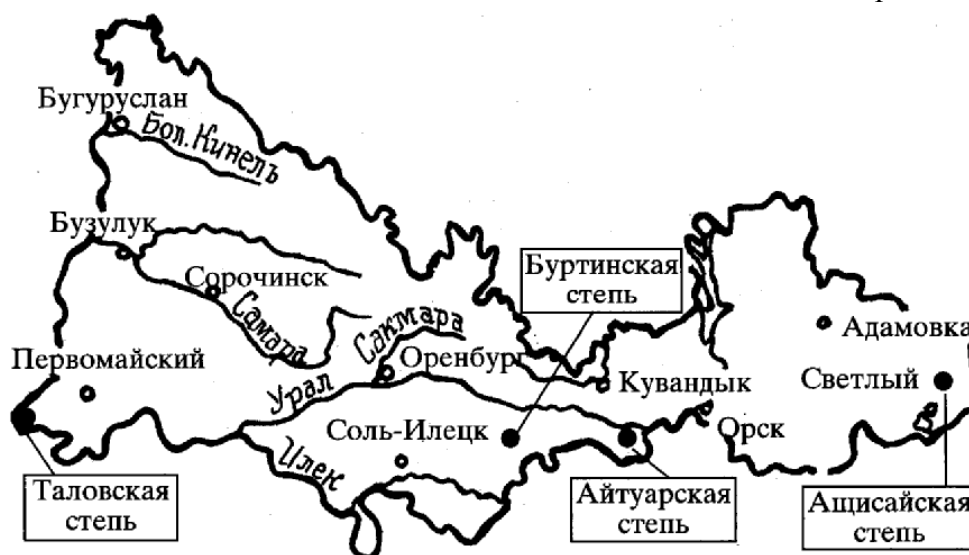 Бугуруслан
Бол. Кинель
Бузулук
Сорочинск
Самара
Буртинская
степь
Сакмара
Адамовка
Первомайский
Оренбург
Урал
Кувандык
Светлый
Соль-Илецк
Орск
Илек
Таловская
степь
Айтуарская
степь
Ащисайская
степь